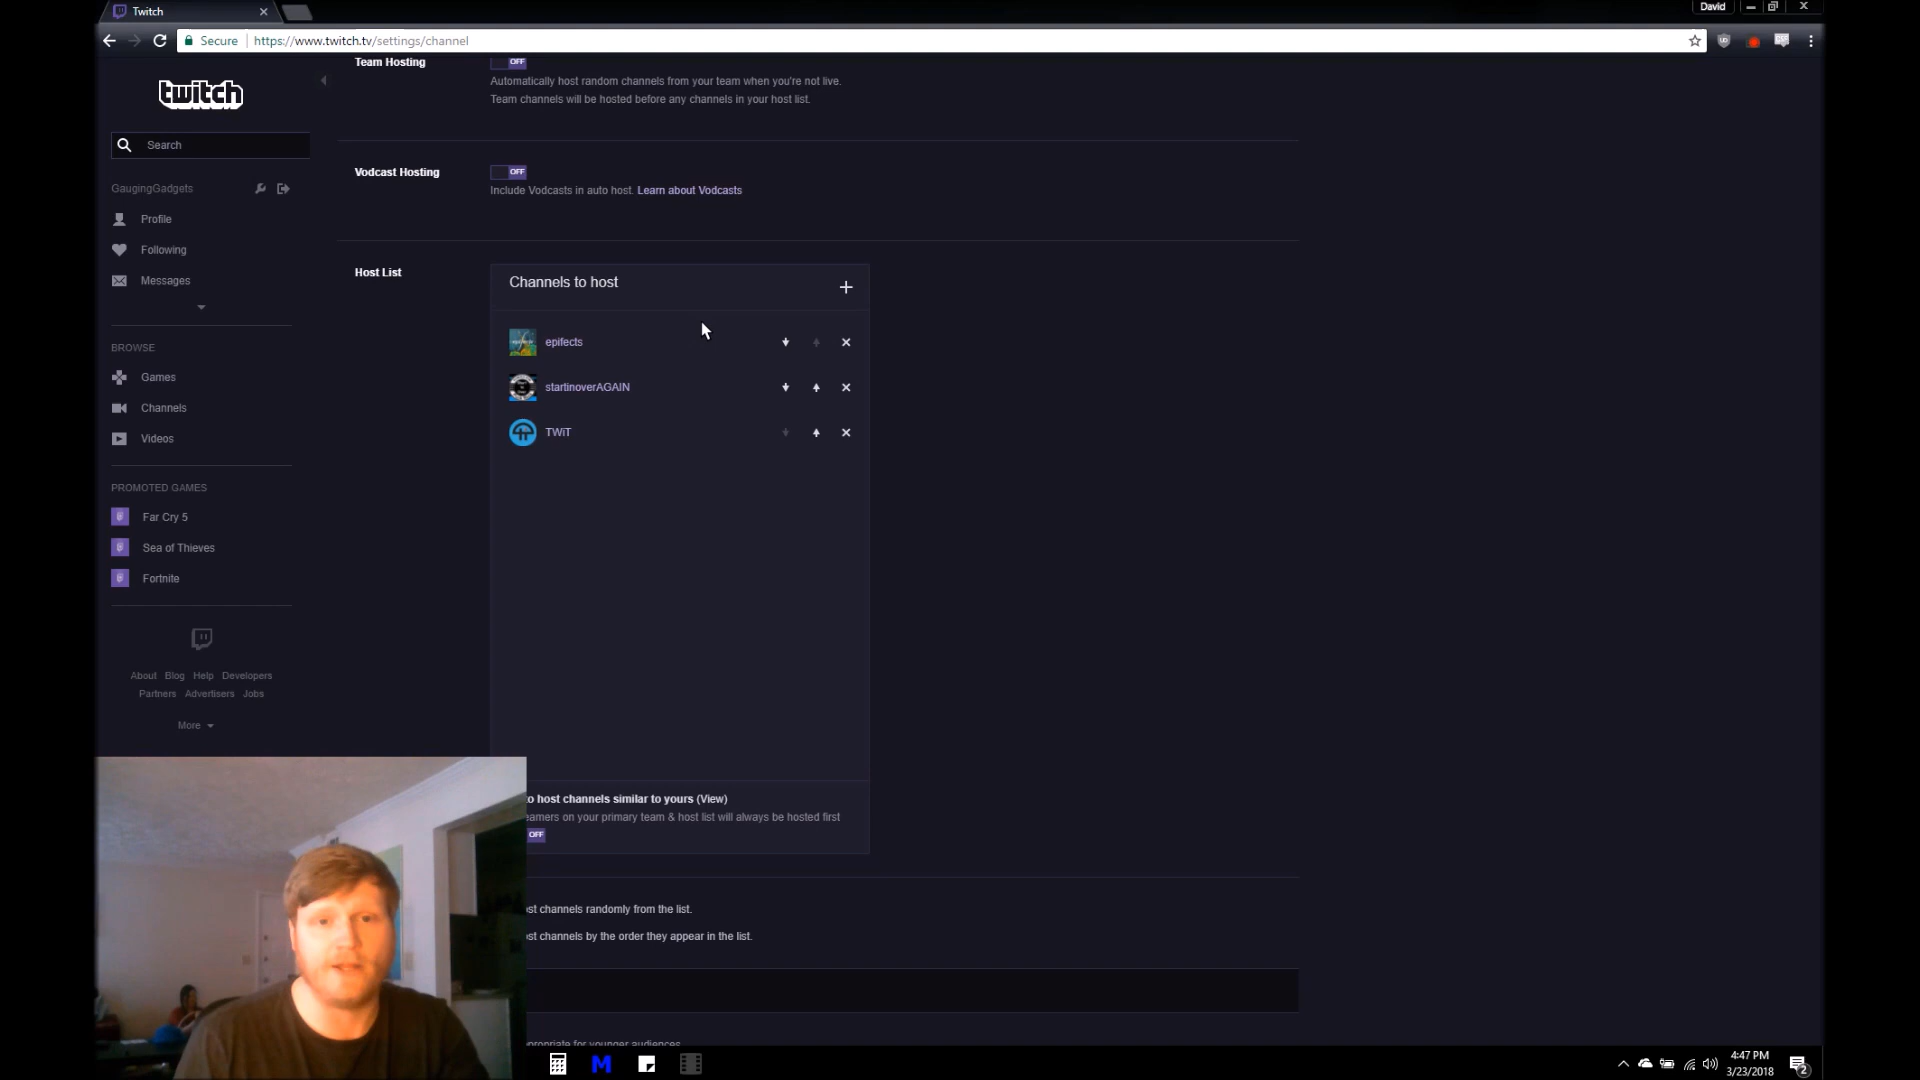 Twitch
David
Secure
https://www.twitch.tv/settings/channel
twitch
Search
GaugingGadgets
Profile
Following
Messages
BROWSE
Games
Channels
Videos
PROMOTED GAMES
Far Cry 5
Sea of Thieves
Fortnite
About Blog Help Developers
Partners Advertisers Jobs
More
Team Hosting
OFF
Automatically host random channels from your team when you're not live.
Team channels will be hosted before any channels in your host list.
Vodcast Hosting
OFF
Include Vodcasts in auto host. Learn about Vodcasts
Host List
Channels to host
epifects
startinoverAGAIN
TWiT
to host channels similar to yours (View)
eamers on your primary team & host list will always be hosted first
OFF
st channels randomly from the list.
st channels by the order they appear in the list.
propriate for younger audiences
M
4:47 PM
3/23/2018
2